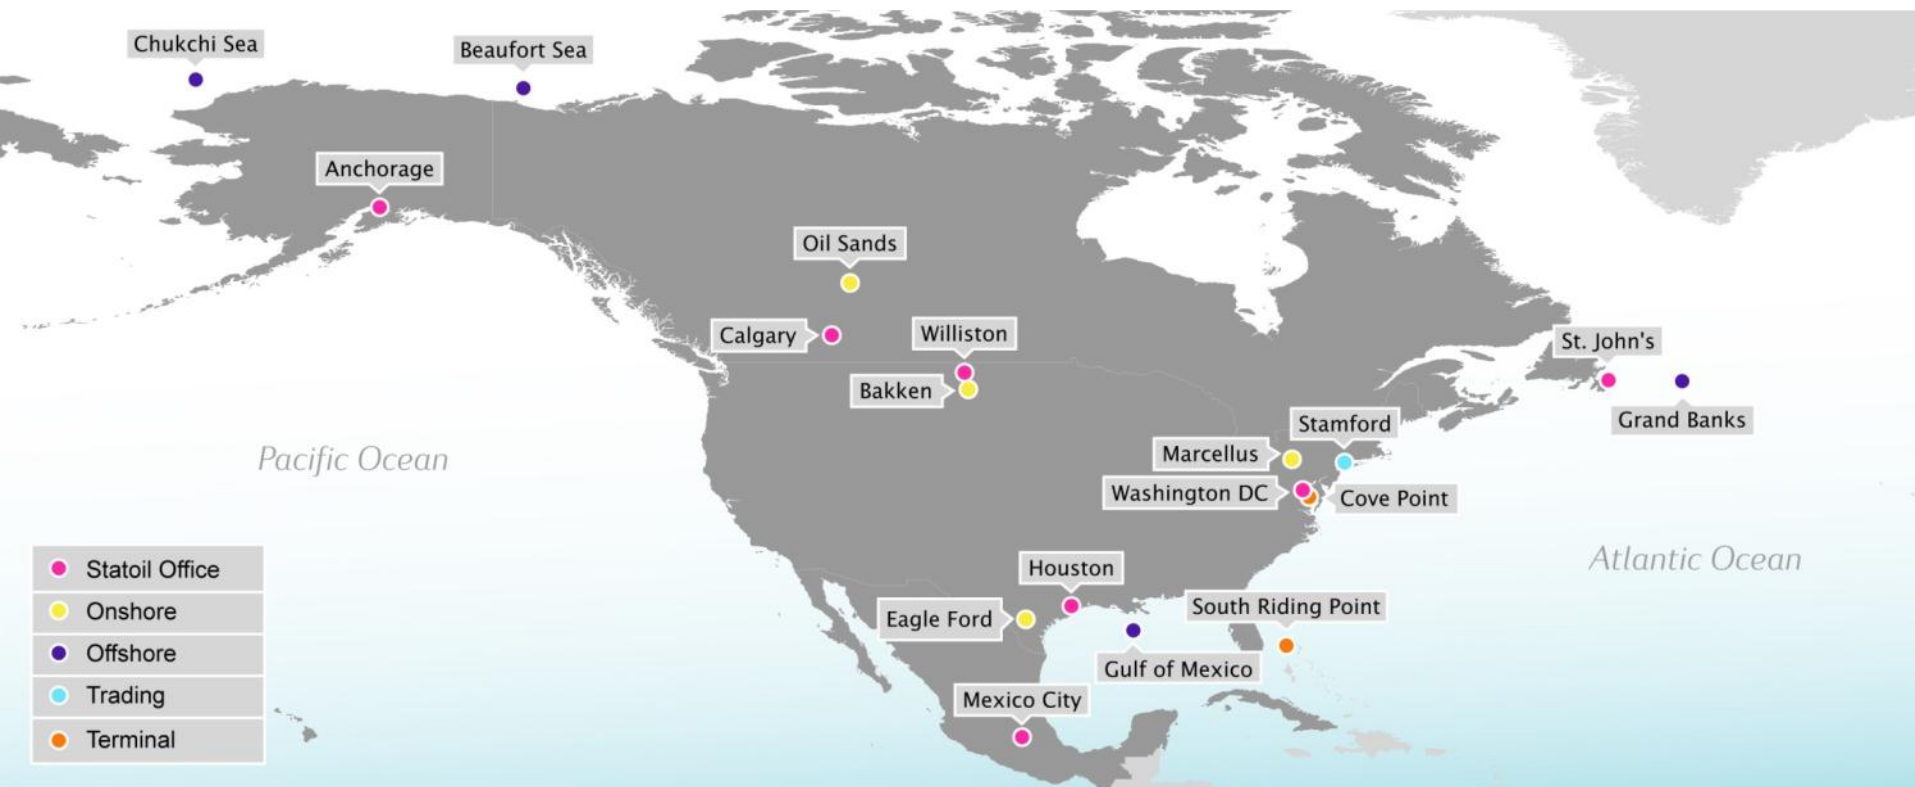 Chukchi Sea
Beaufort Sea
Anchorage
Oil Sands
Calgary
Williston
Bakken
St. John's
Grand Banks
Stamford
Marcellus
Washington DC
Cove Point
Pacific Ocean
Atlantic Ocean
Houston
Eagle Ford
South Riding Point
Gulf of Mexico
Mexico City
Statoil Office
Onshore
Offshore
Trading
Terminal